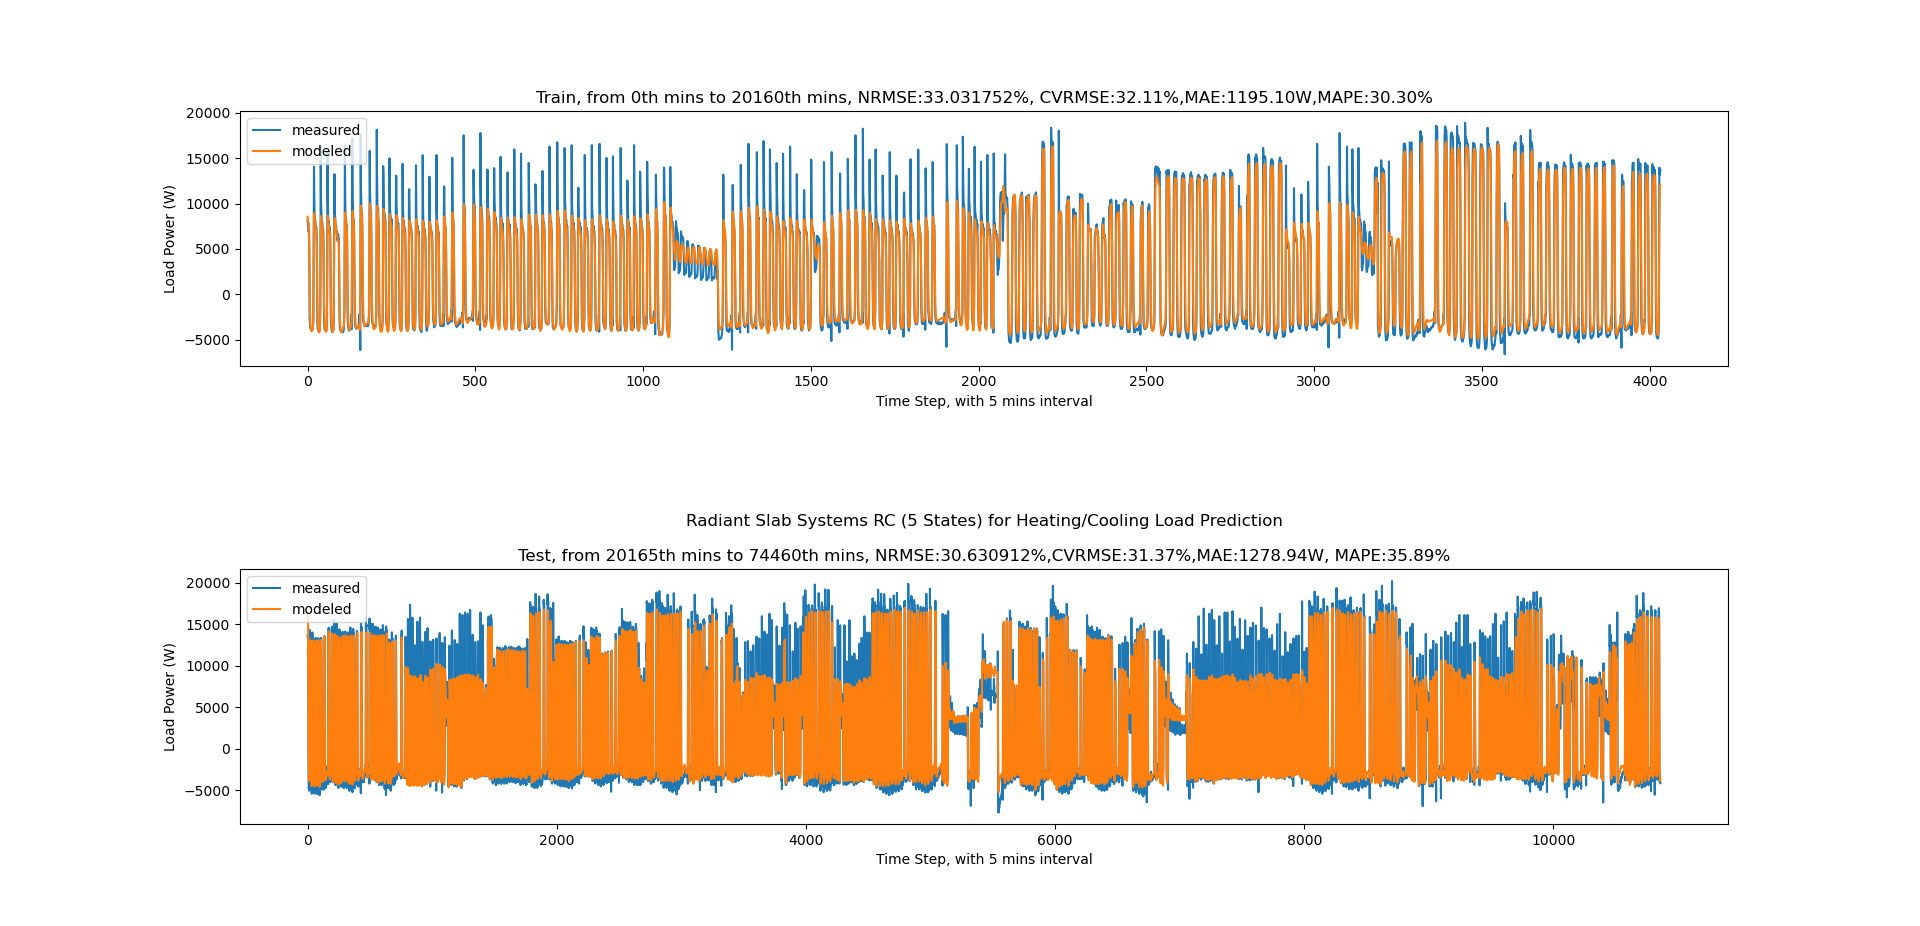 Train, from 0th mins to 20160th mins, NRMSE:33.031752%, CVRMSE:32.11%,MAE:1195.10W,MAPE:30.30%
measured
modeled
Load Power (W)
20000
15000
10000
5000
0
−5000
0 500 1000 1500 2000 2500 3000 3500 4000
Time Step, with 5 mins interval
Radiant Slab Systems RC (5 States) for Heating/Cooling Load Prediction
Test, from 20165th mins to 74460th mins, NRMSE:30.630912%,CVRMSE:31.37%,MAE:1278.94W, MAPE:35.89%
measured
modeled
Load Power (W)
20000
15000
10000
5000
0
−5000
0 2000 4000 6000 8000 10000
Time Step, with 5 mins interval